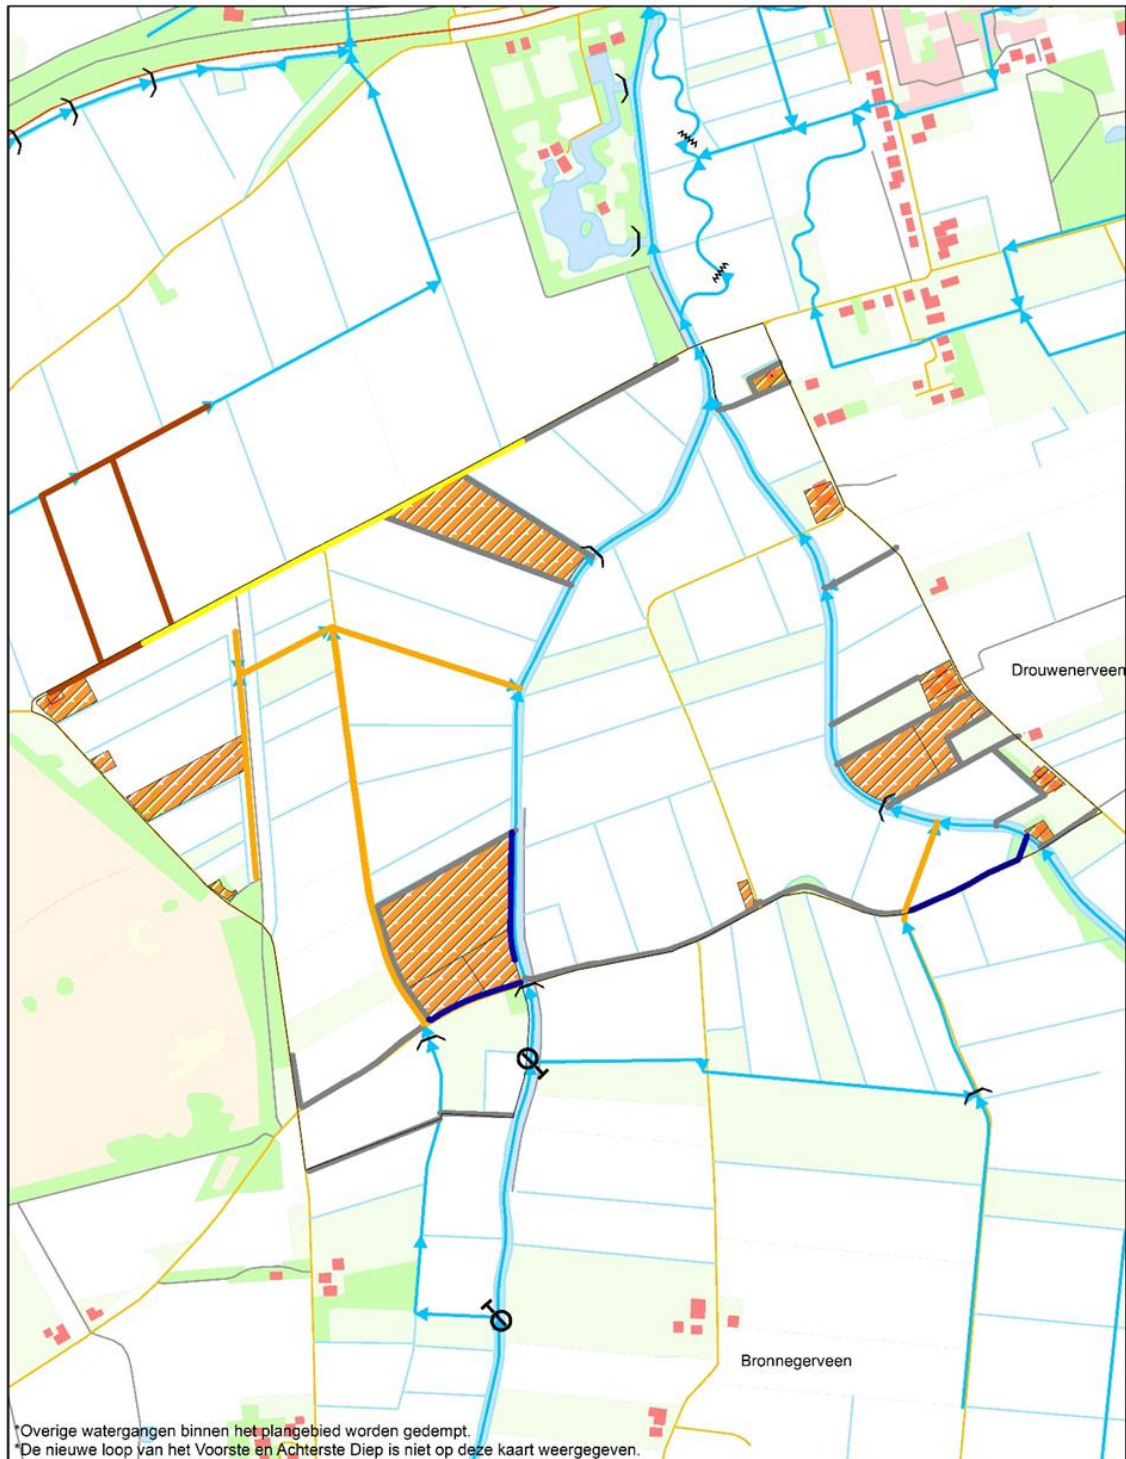 Drouwenerveen
Bronnegerveen
*Overige watergangen binnen het plangebied worden gedempt.
*De nieuwe loop van het Voorste en Achterste Diep is niet op deze kaart weergegeven.